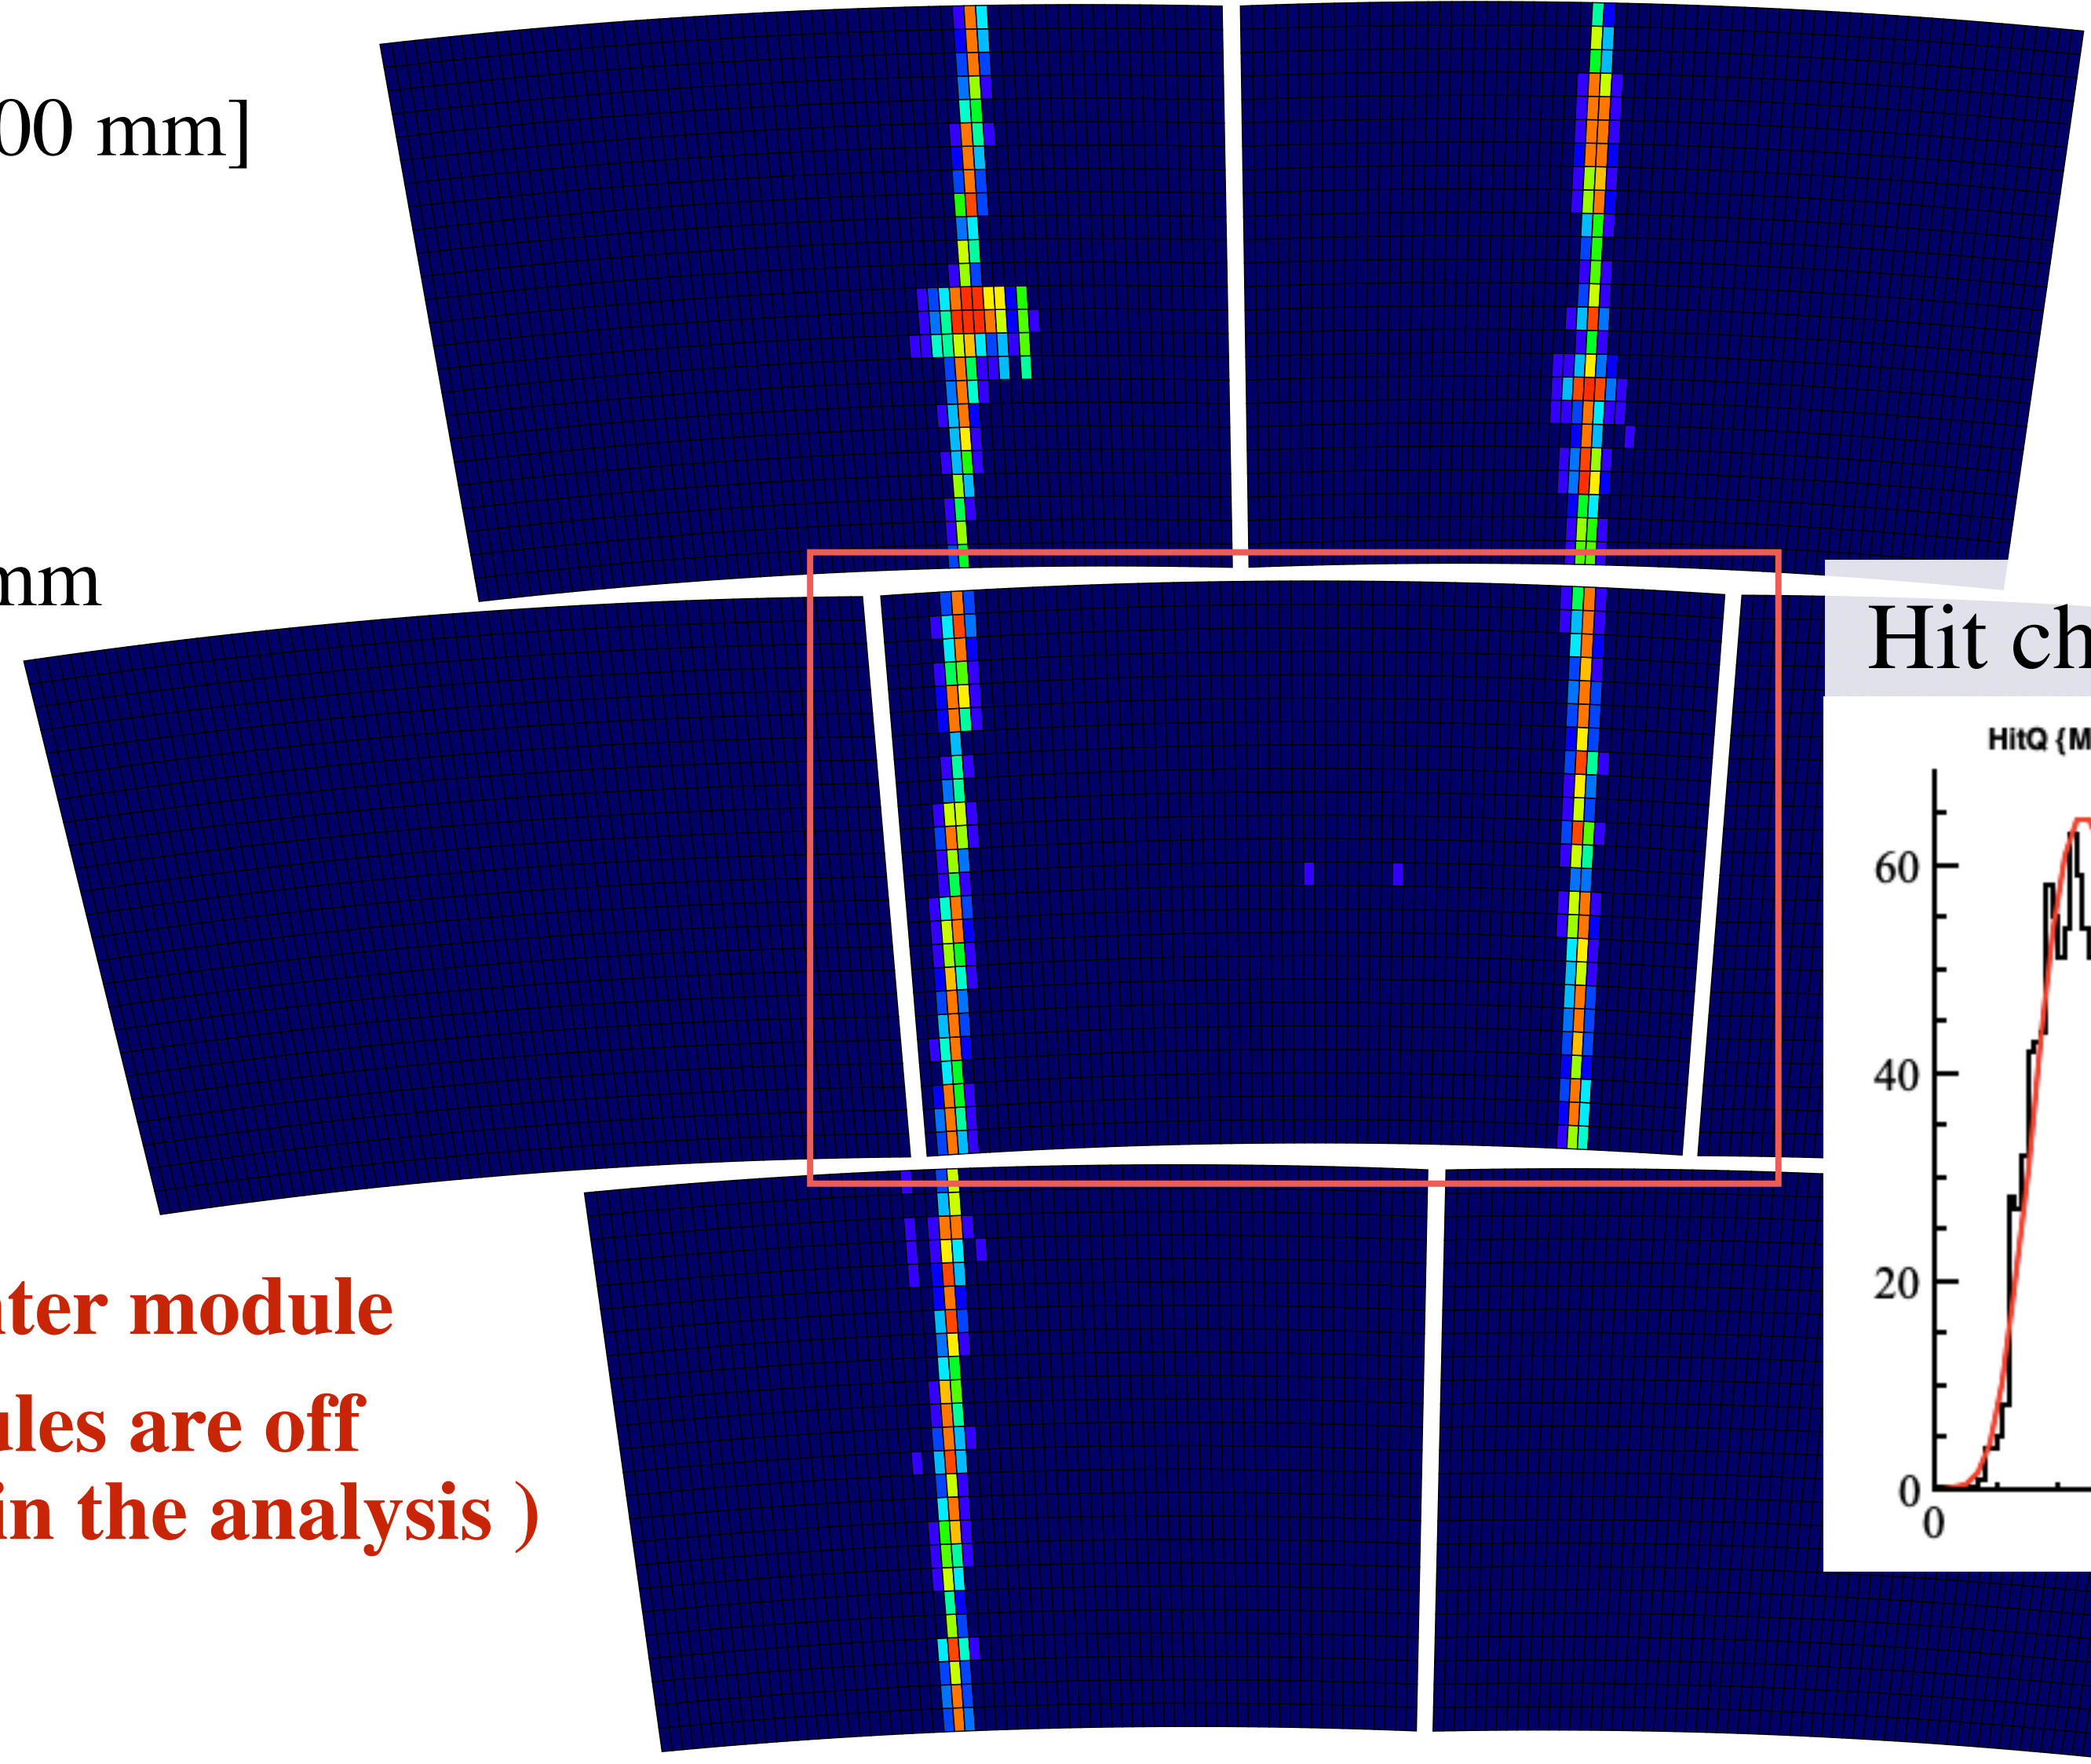 00 mm]
mm
Hit ch
HitQ {M
60
40
20
0
0
nter module
ules are off
in the analysis )